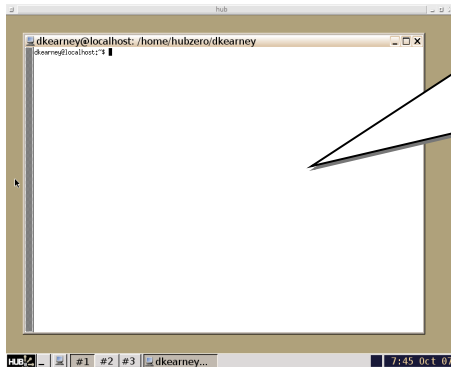 hub
dkearney@localhost: /home/hubzero/dkearney
dkearney@localhost:~$
HUB #1 #2 #3 dkearney... 7:45 Oct 07